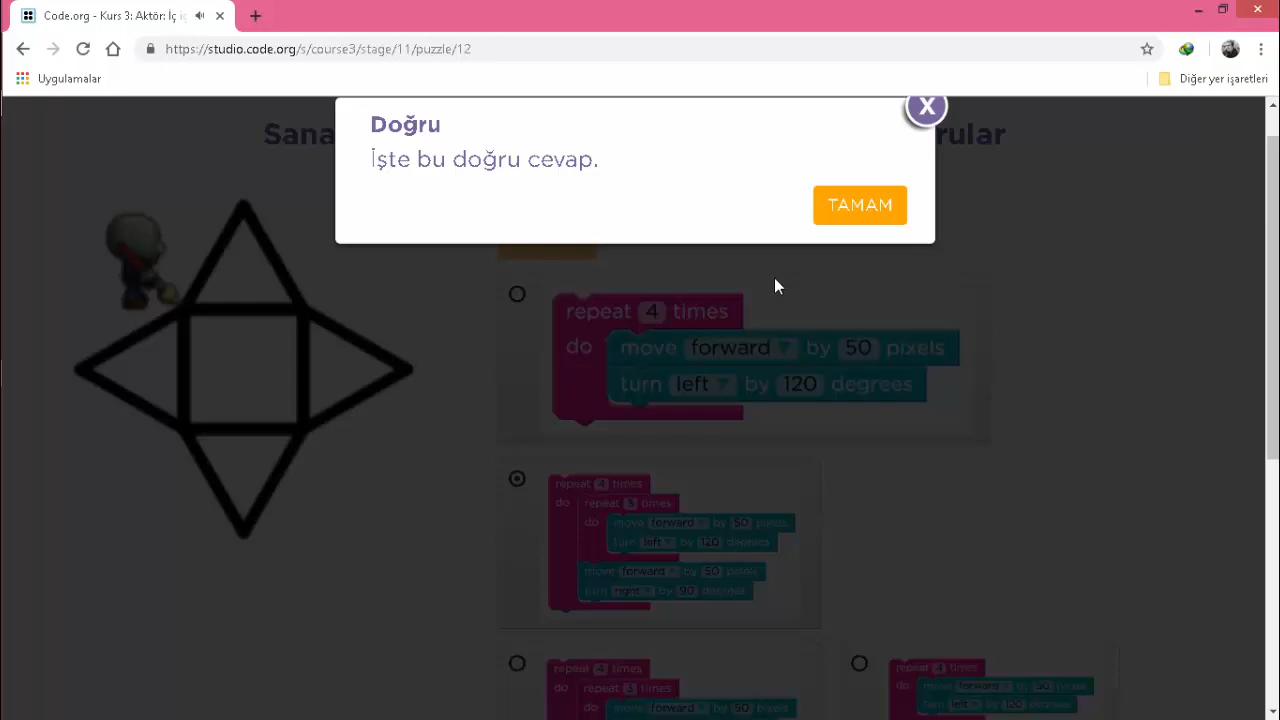 Code.org - Kurs 3: Aktör: İç iç
https://studio.code.org/s/course3/stage/11/puzzle/12
Uygulamalar
Diğer yer işaretleri
Doğru
X
İşte bu doğru cevap.
TAMAM
Sana
rular
repeat 4 times
do move forward by 50 pixels
turn left by 120 degrees
repeat 4 times
do repeat 3 times
do move forward by 50 pixels
turn left by 120 degrees
move forward by 50 pixels
turn right by 90 degrees
repeat 4 times
do repeat 3 times
do move forward by 50 pixels
repeat 4 times
do move forward by 50 pixels
turn left by 120 degrees